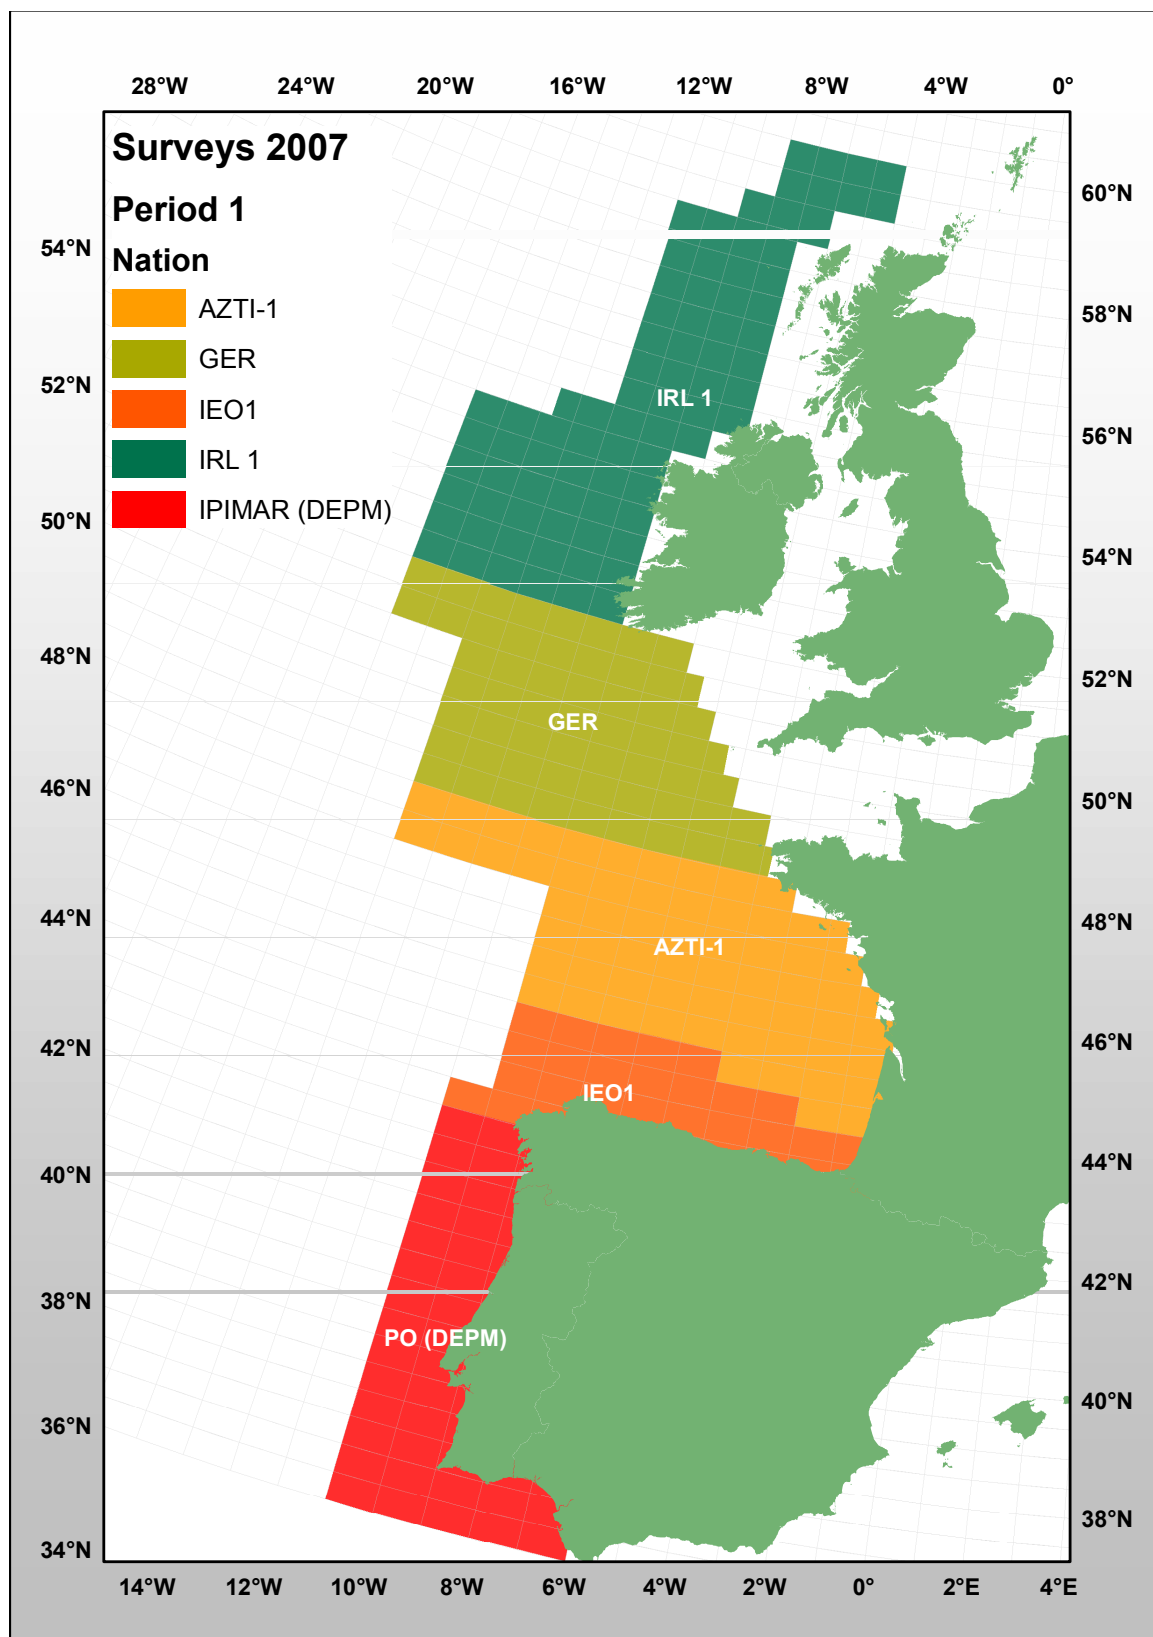 28°W 24°W 20°W 16°W 12°W 8°W 4°W 0°
Surveys 2007
Period 1
Nation
AZTI-1
GER
IEO1
IRL 1
IPIMAR (DEPM)
54°N
52°N
50°N
48°N
46°N
44°N
42°N
40°N
38°N
36°N
34°N
IRL 1
GER
AZTI-1
IEO1
PO (DEPM)
60°N
58°N
56°N
54°N
52°N
50°N
48°N
46°N
44°N
42°N
40°N
38°N
14°W 12°W 10°W 8°W 6°W 4°W 2°W 0° 2°E 4°E